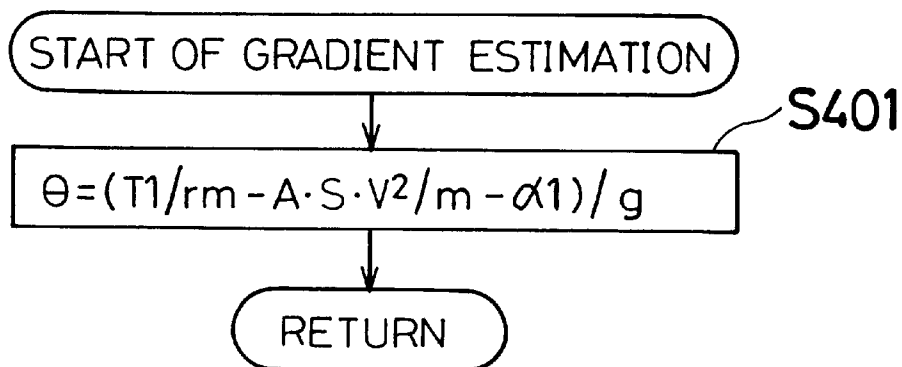 START OF GRADIENT ESTIMATION
S401
θ=(T1/rm-A·S·V²/m-α1)/g
RETURN